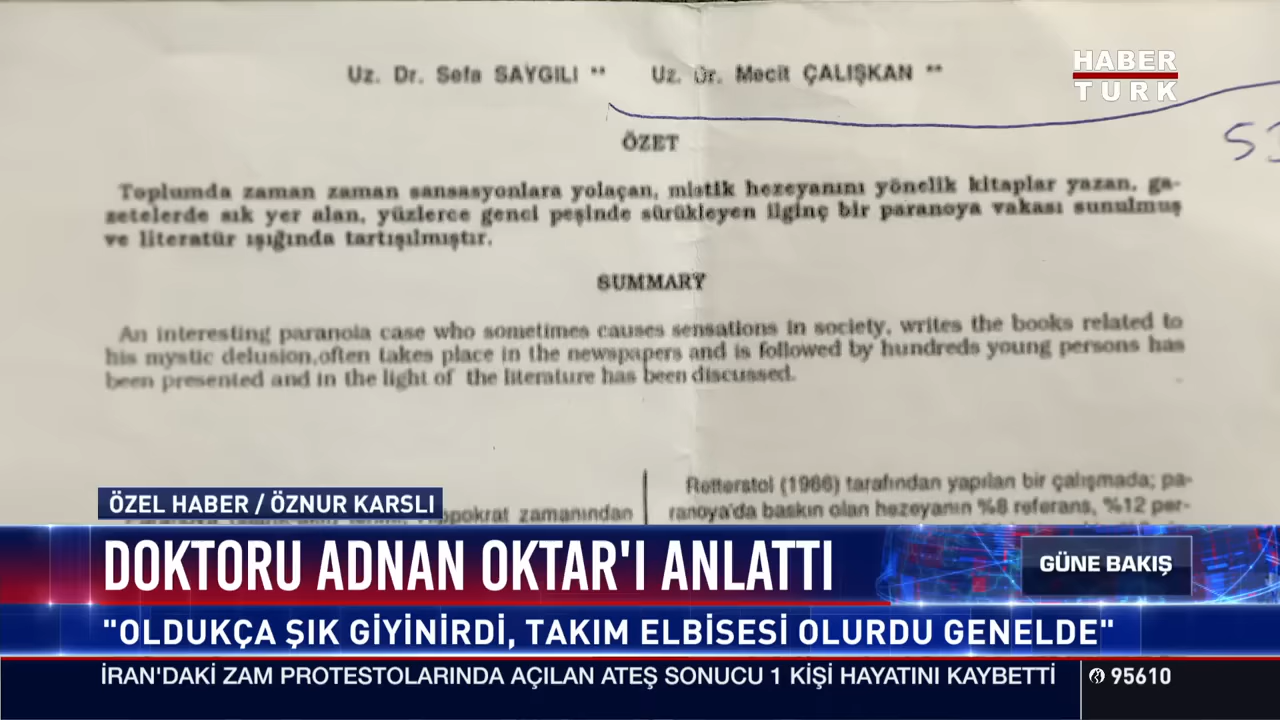 HABER
TURK
Uz. Dr. Sefa SAYGILI ** Uz. Dr. Mecit ÇALIŞKAN **
53
ÖZET
Toplumda zaman zaman sansasyonlara yolaçan, mistik hezeyanını yönelik kitaplar yazan, ga-
zetelerde sık yer alan, yüzlerce genci peşinde sürükleyen ilginç bir paranoya vakası sunulmuş
ve literatür ışığında tartışılmıştır.
SUMMARY
An interesting paranoia case who sometimes causes sensations in society, writes the books related to
his mystic delusion,often takes place in the newspapers and is followed by hundreds young persons has
been presented and in the light of the literature has been discussed.
Retterstol (1966) tarafından yapılan bir çalışmada; pa-
zamanından ranoya'da baskın olan hezeyanın %8 referans, %12 per-
ÖZEL HABER / ÖZNUR KARSLI
DOKTORU ADNAN OKTAR'I ANLATTI
GÜNE BAKIŞ
"OLDUKÇA ŞIK GİYİNİRDİ, TAKIM ELBİSESİ OLURDU GENELDE"
İRAN'DAKİ ZAM PROTESTOLARINDA AÇILAN ATEŞ SONUCU 1 KİŞİ HAYATINI KAYBETTİ
95610